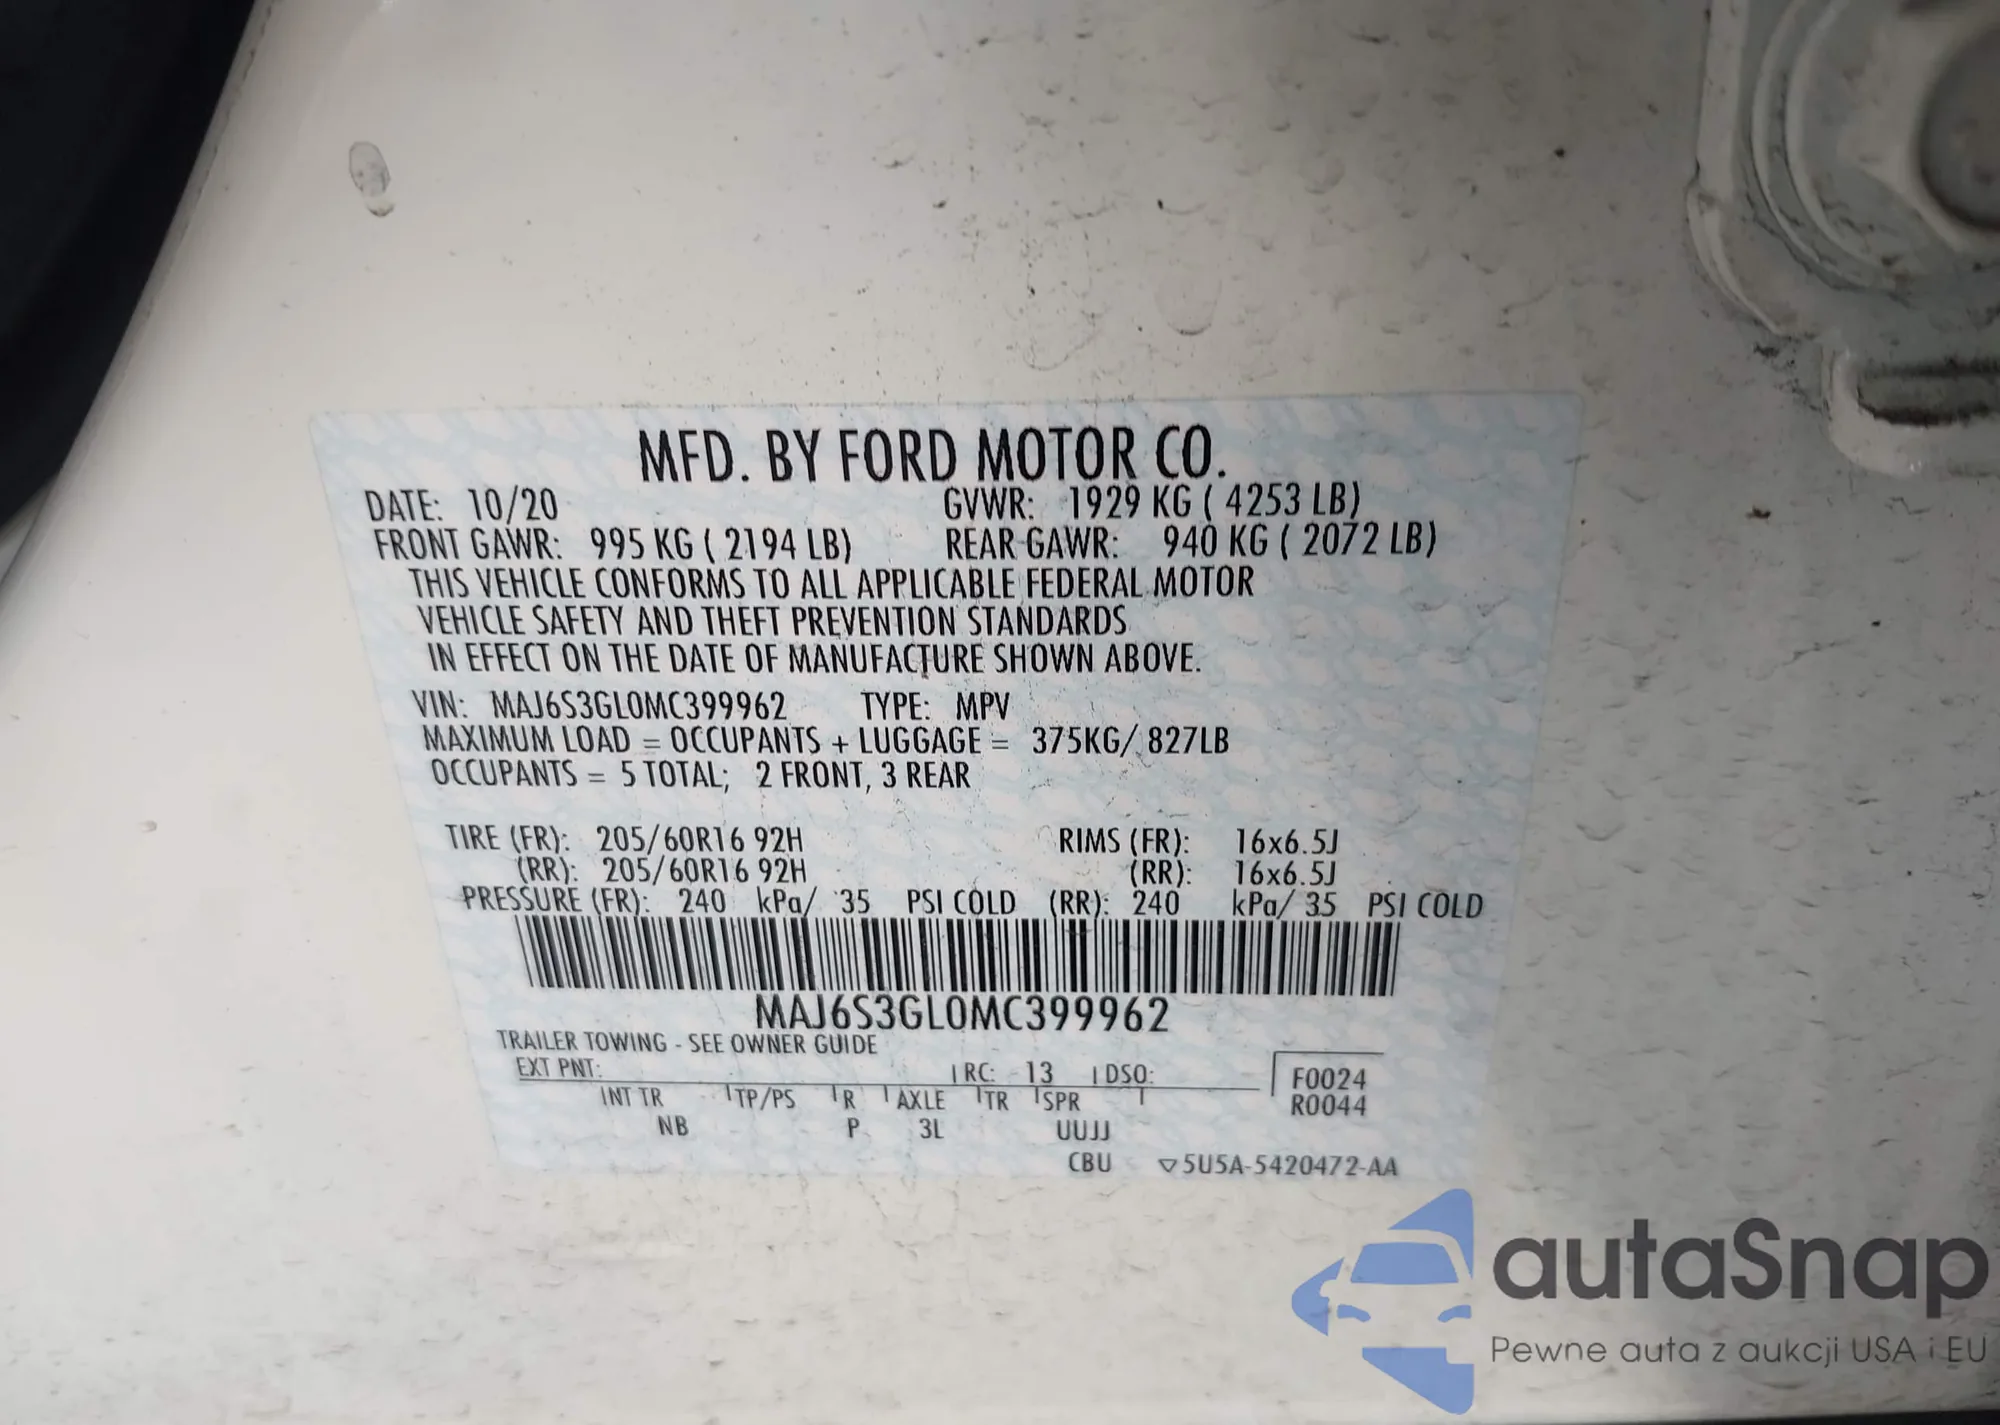 MFD. BY FORD MOTOR CO.
DATE: 10/20 GVWR: 1929 KG ( 4253 LB)
FRONT GAWR: 995 KG ( 2194 LB) REAR GAWR: 940 KG ( 2072 LB)
THIS VEHICLE CONFORMS TO ALL APPLICABLE FEDERAL MOTOR
VEHICLE SAFETY AND THEFT PREVENTION STANDARDS
IN EFFECT ON THE DATE OF MANUFACTURE SHOWN ABOVE.
VIN: MAJ6S3GL0MC399962 TYPE: MPV
MAXIMUM LOAD = OCCUPANTS + LUGGAGE = 375KG/ 827LB
OCCUPANTS = 5 TOTAL; 2 FRONT, 3 REAR
TIRE (FR): 205/60R16 92H RIMS (FR): 16x6.5J
(RR): 205/60R16 92H (RR): 16x6.5J
PRESSURE (FR): 240 kPa/ 35 PSI COLD (RR): 240 kPa/ 35 PSI COLD
MAJ6S3GL0MC399962
TRAILER TOWING - SEE OWNER GUIDE
EXT PNT: RC: 13 DSO: F0024
INT TR TP/PS R AXLE TR SPR R0044
NB P 3L UUJJ
CBU ▽5U5A-5420472-AA
autaSnap
Pewne auta z aukcji USA i EU